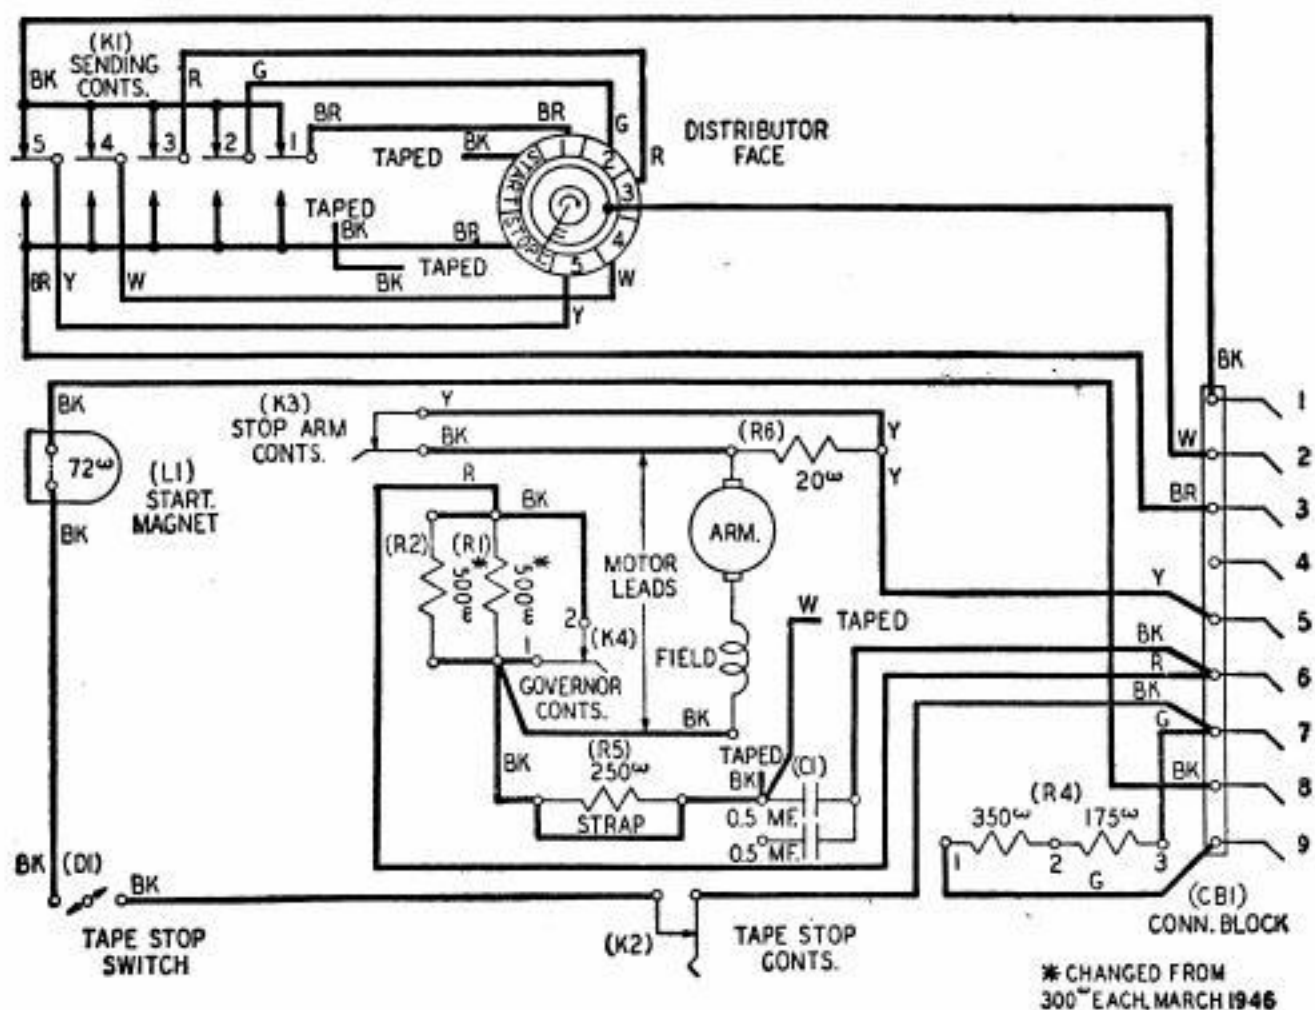 (K1)
SENDING
CONTS.
BK
R
G
BR
BR
G
R
5
4
3
2
1
TAPED
BK
DISTRIBUTOR
FACE
START
1
2
3
4
5
STOP
TAPED
BK
BR
TAPED
BK
W
Y
BR
Y
W
BK
1
2
3
4
5
6
7
8
9
W
BR
Y
BK
R
BK
G
BK
BK
72ω
(L1)
START.
MAGNET
BK
(K3)
STOP ARM
CONTS.
Y
BK
(R6)
20ω
Y
Y
R
BK
(R2)
(R1)
*
500ω
500ω
*
2
1
(K4)
GOVERNOR
CONTS.
MOTOR
LEADS
ARM.
FIELD
BK
W
TAPED
BK
(R5)
250ω
STRAP
TAPED
BK
(C1)
0.5 MF.
0.5 MF.
(R4)
350ω
175ω
1
2
3
G
(CB1)
CONN. BLOCK
BK
(D1)
BK
TAPE STOP
SWITCH
(K2)
TAPE STOP
CONTS.
* CHANGED FROM
300ω EACH, MARCH 1946